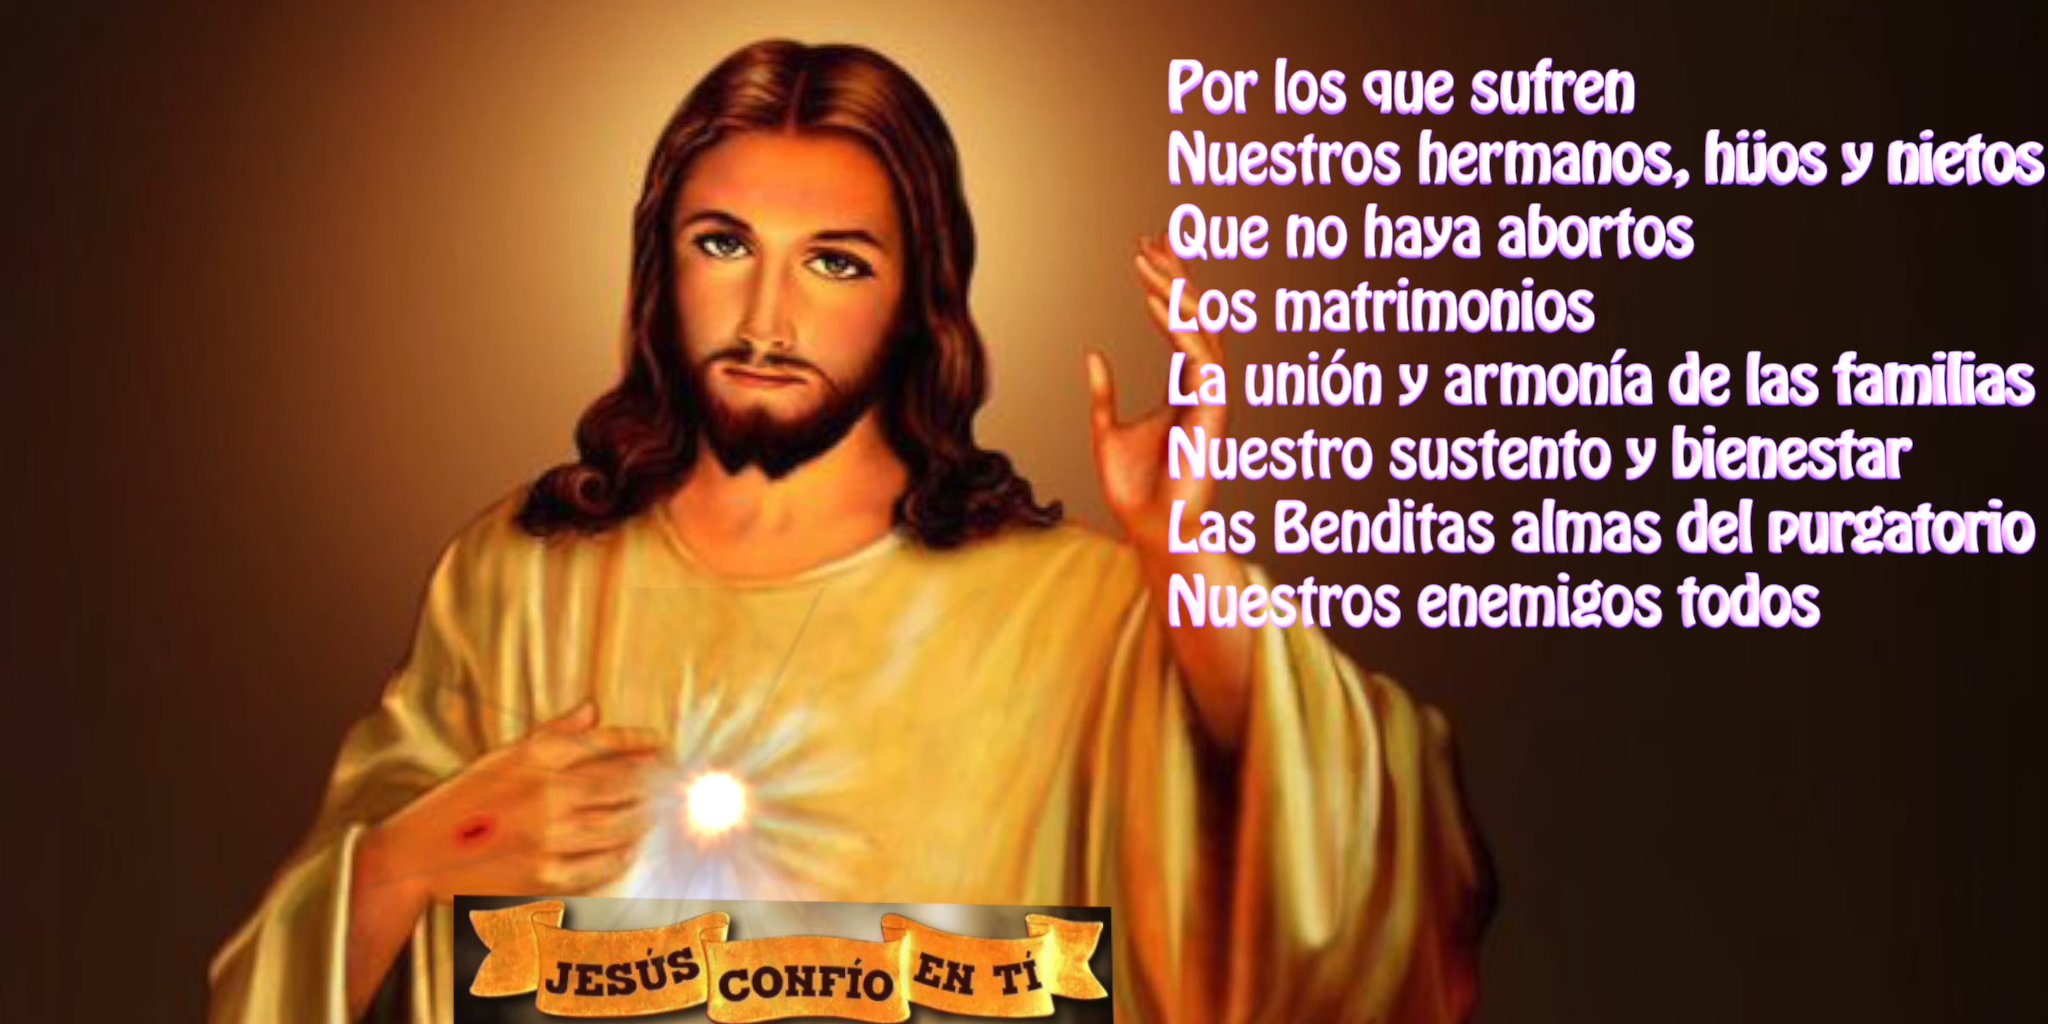 Por los que sufren
Nuestros hermanos, hijos y nietos
Que no haya abortos
Los matrimonios
La unión y armonía de las familias
Nuestro sustento y bienestar
Las Benditas almas del purgatorio
Nuestros enemigos todos
JESÚS CONFÍO EN TÍ